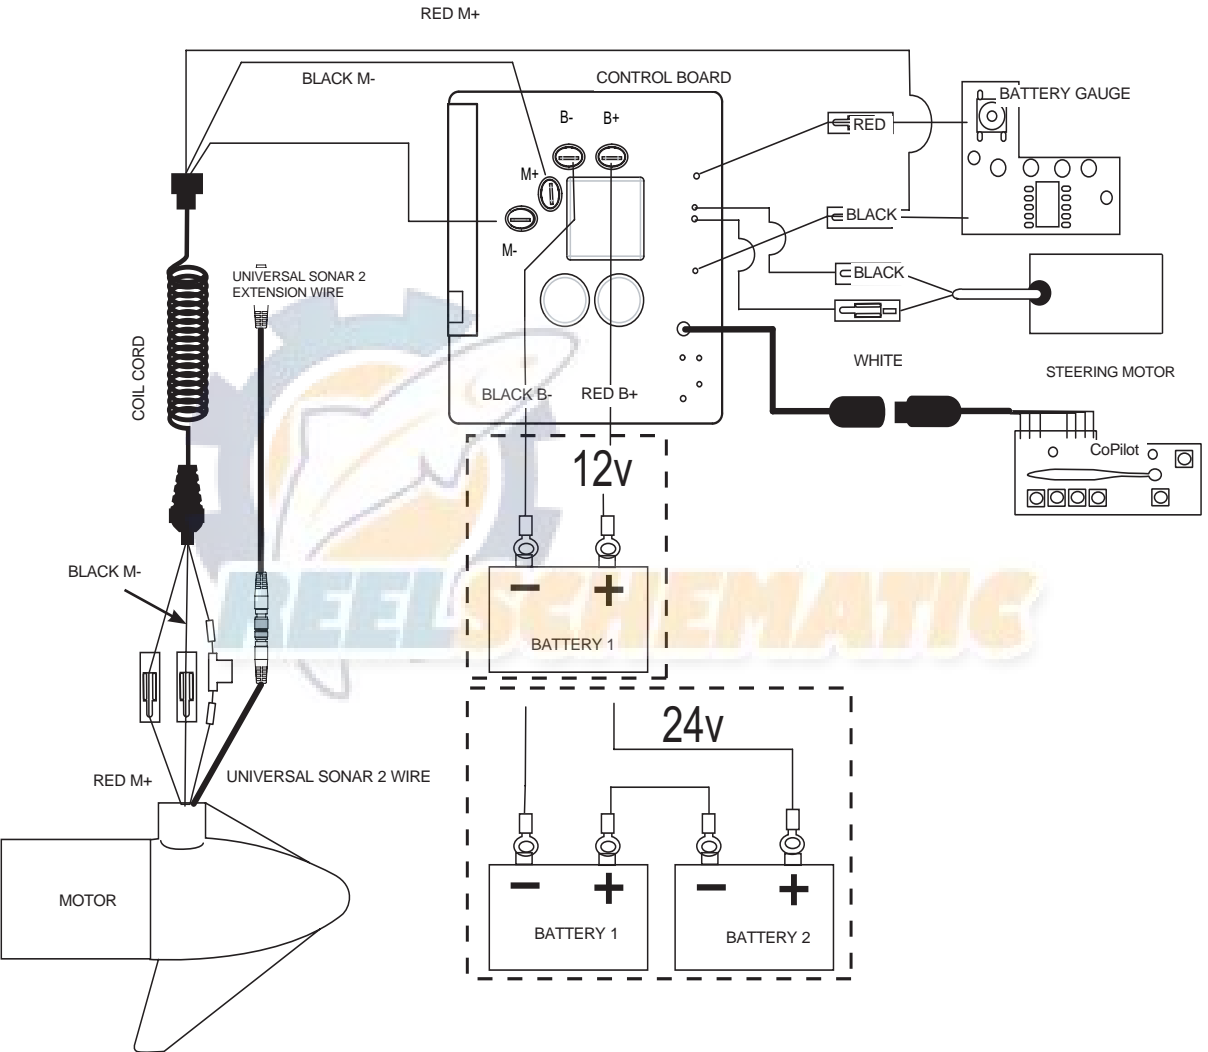 RED M+
BLACK M-
CONTROL BOARD
BATTERY GAUGE
B- B+
RED
M+
BLACK
M-
UNIVERSAL SONAR 2
EXTENSION WIRE
BLACK
COIL CORD
WHITE
STEERING MOTOR
BLACK B- RED B+
CoPilot
12v
BLACK M-
REELSCHEMATIC
BATTERY 1
24v
RED M+
UNIVERSAL SONAR 2 WIRE
MOTOR
BATTERY 1
BATTERY 2